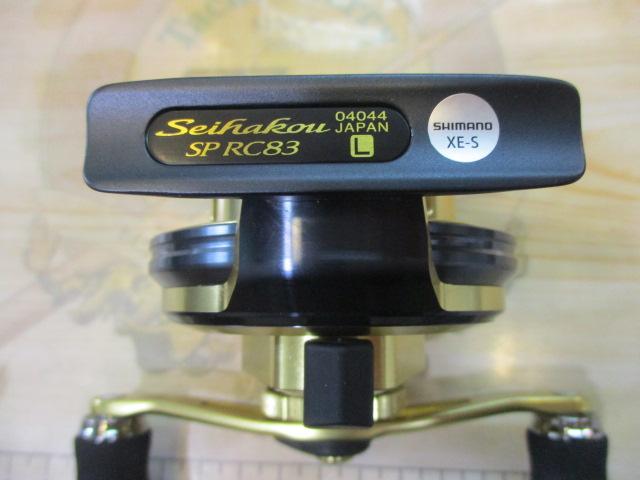 Seihakou 04044 JAPAN
SP RC83 L
SHIMANO
XE-S